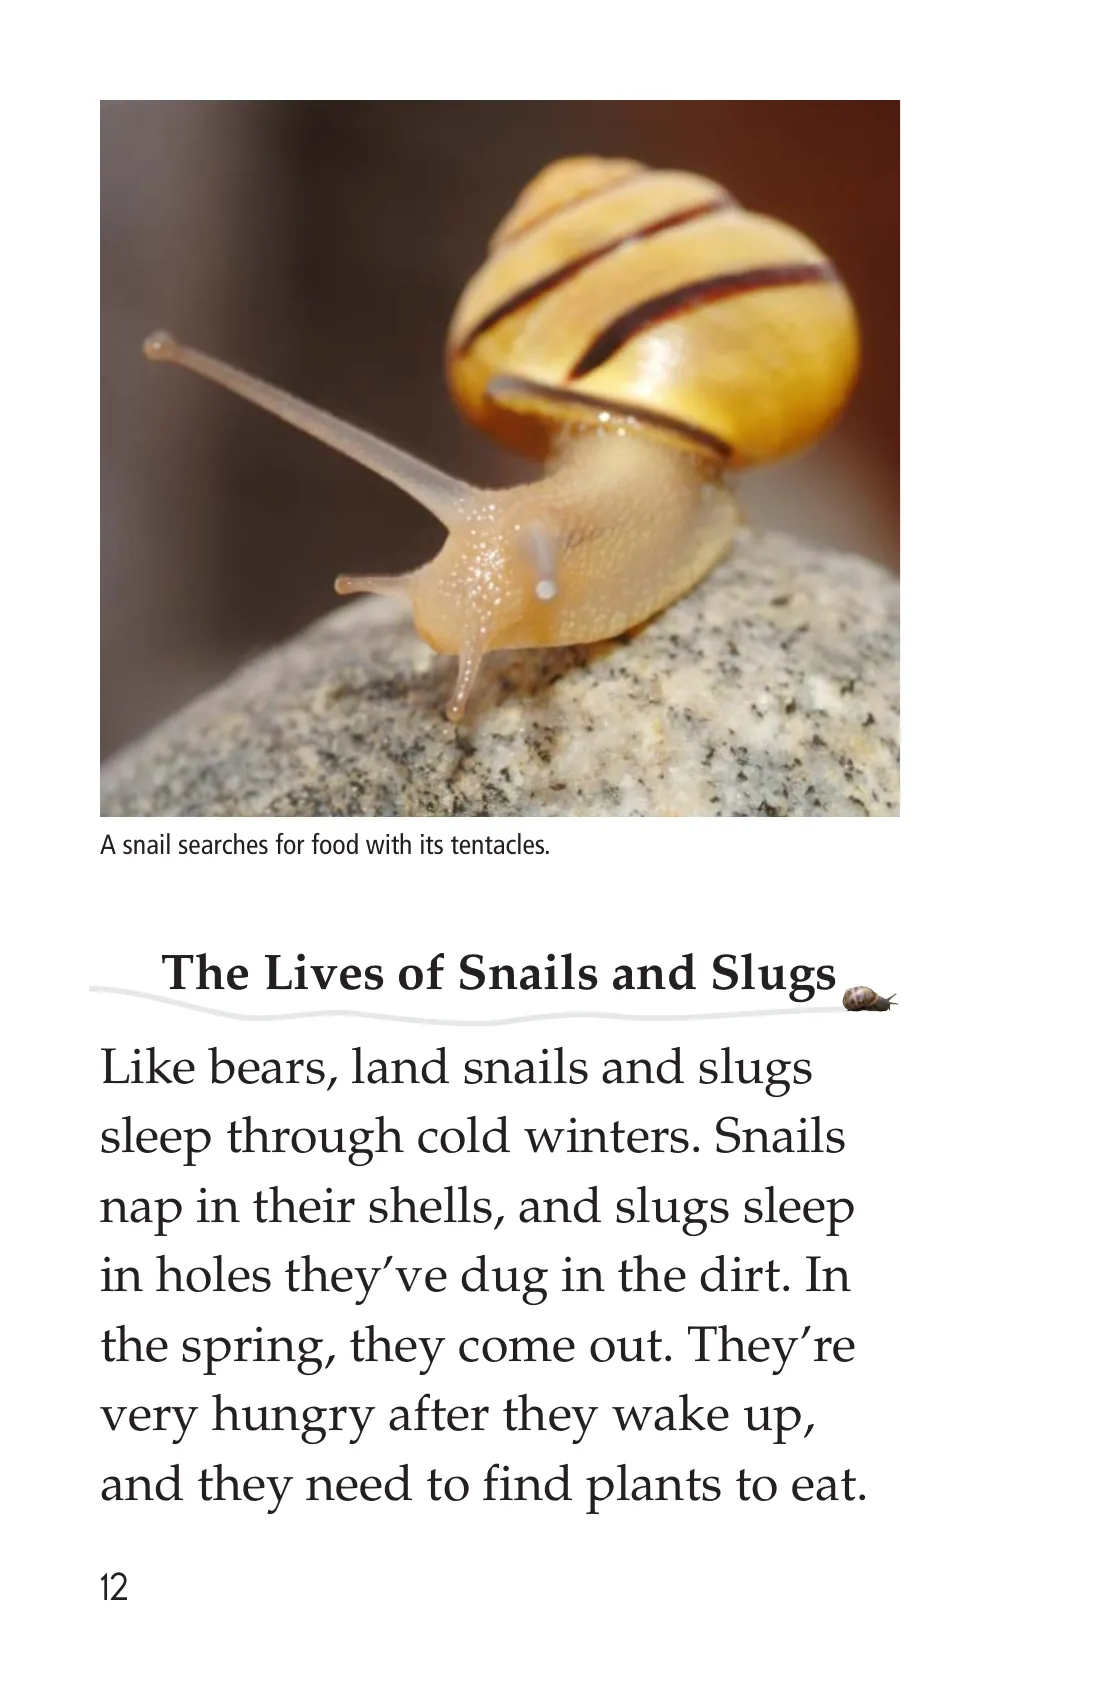 A snail searches for food with its tentacles.
The Lives of Snails and Slugs
Like bears, land snails and slugs
sleep through cold winters. Snails
nap in their shells, and slugs sleep
in holes they’ve dug in the dirt. In
the spring, they come out. They’re
very hungry after they wake up,
and they need to find plants to eat.
12